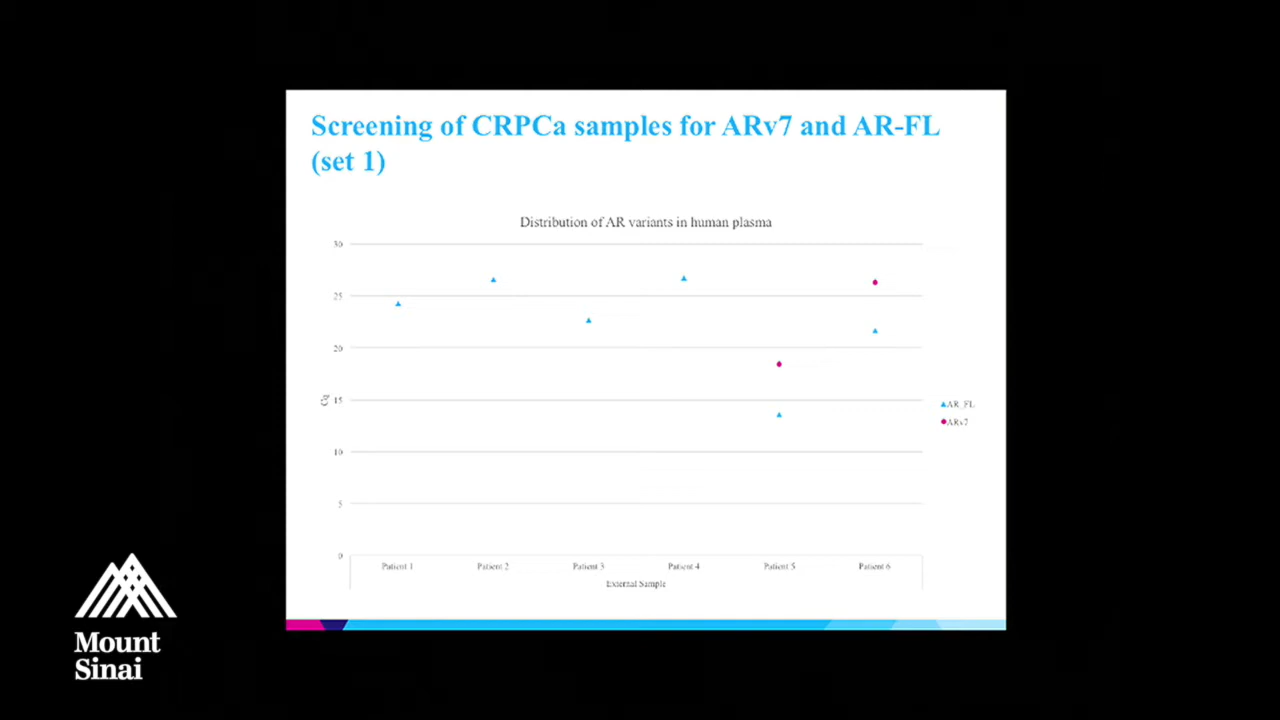 Screening of CRPCa samples for ARv7 and AR-FL
(set 1)
Distribution of AR variants in human plasma
30
25
20
15
10
5
0
Cq
AR_FL
ARv7
Patient 1
Patient 2
Patient 3
Patient 4
Patient 5
Patient 6
External Sample
Mount
Sinai